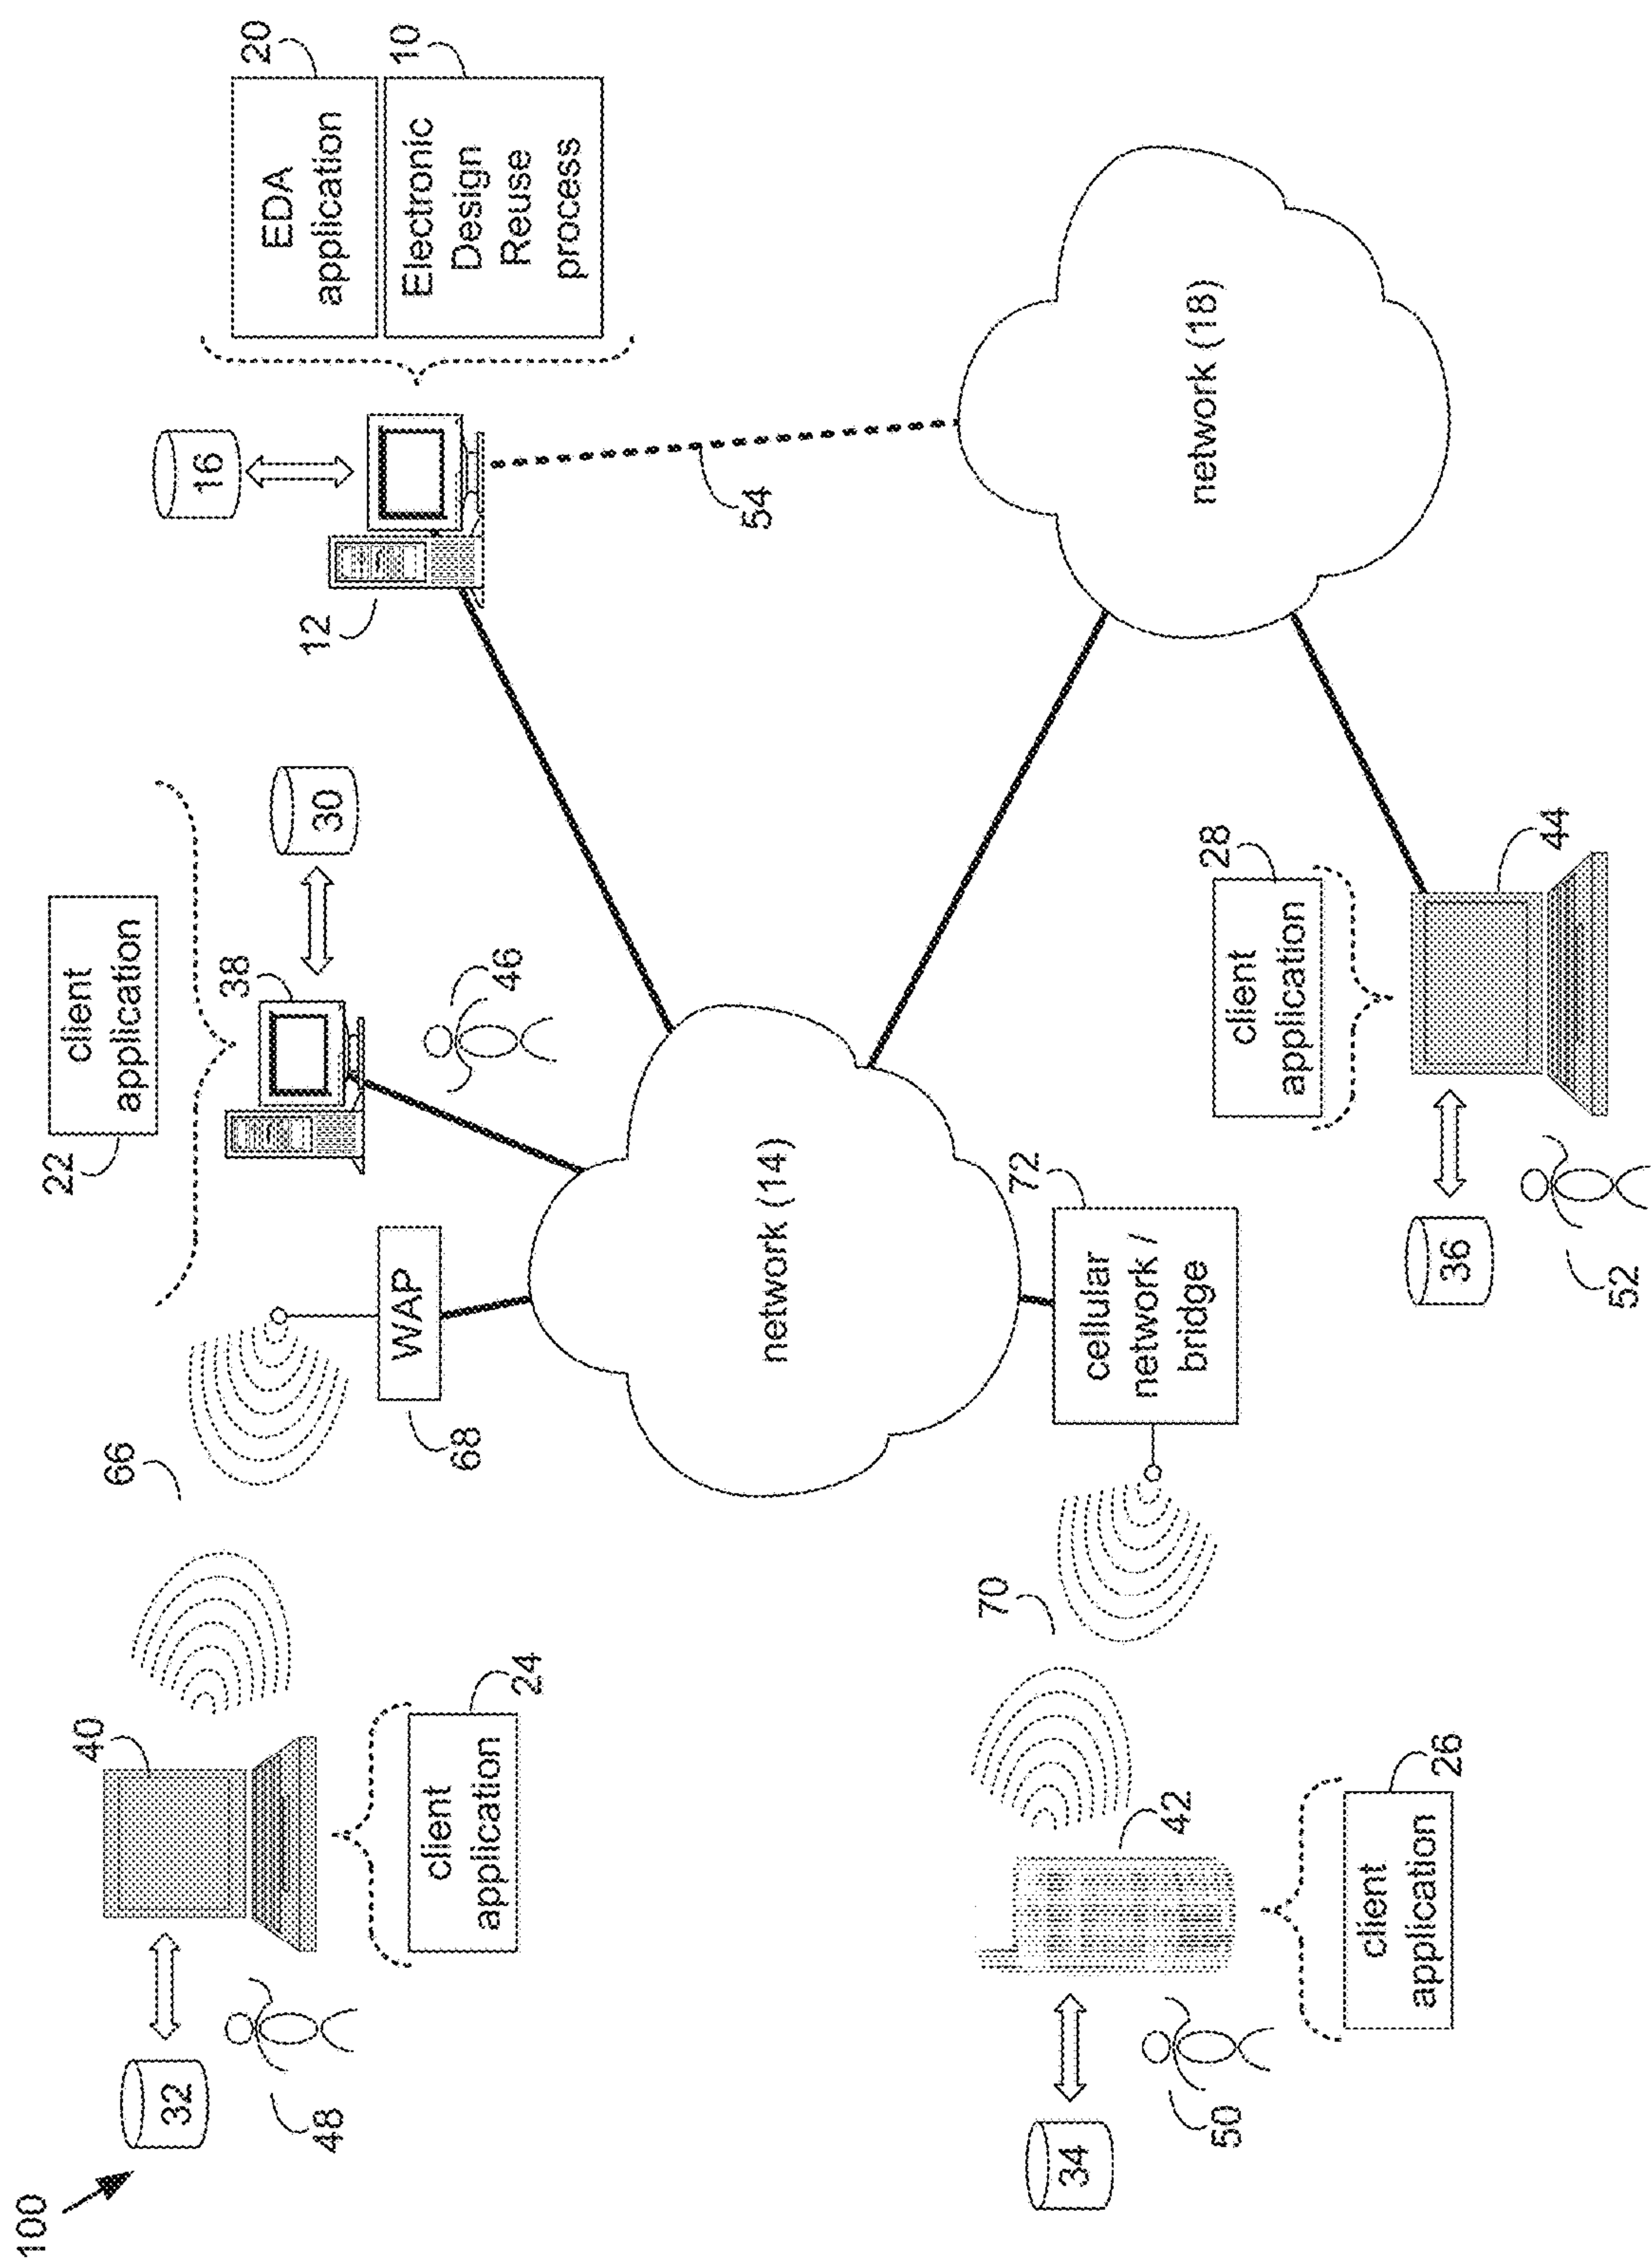 100
32
48
40
client
application
24
66
WAP
68
client
application
22
38
30
46
12
16
EDA
application
20
Electronic
Design
Reuse
process
10
54
network (14)
network (18)
34
50
42
client
application
26
70
cellular
network /
bridge
72
36
52
client
application
28
44